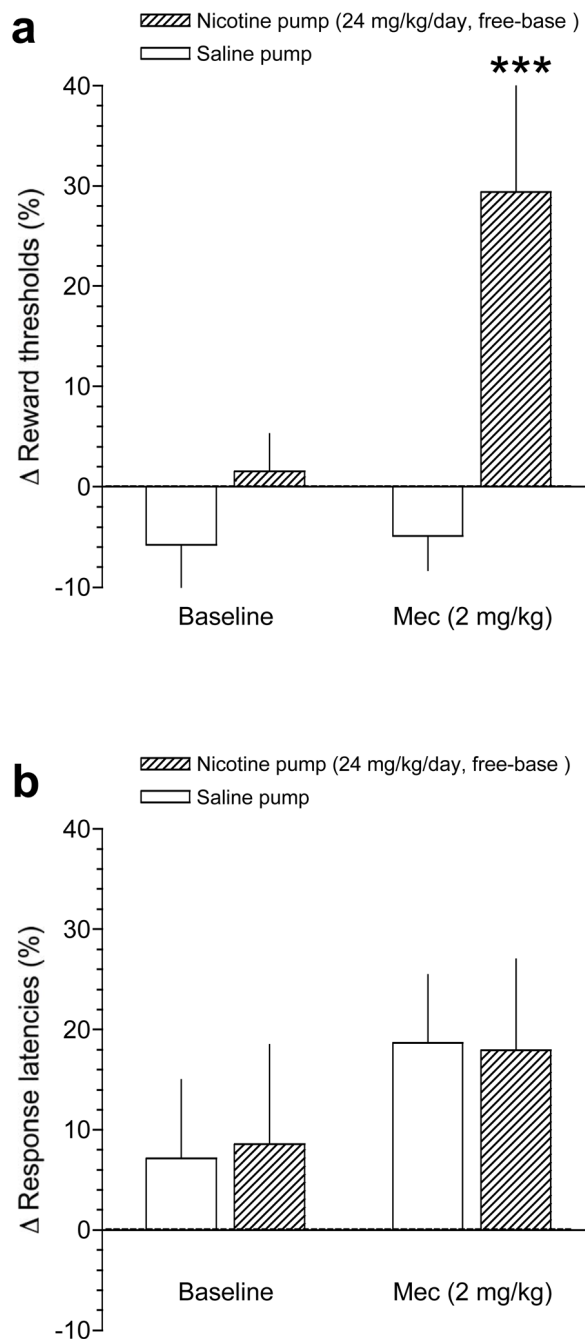 a
Nicotine pump (24 mg/kg/day, free-base )
Saline pump
***
40
30
20
10
0
-10
Δ Reward thresholds (%)
Baseline Mec (2 mg/kg)
b
Nicotine pump (24 mg/kg/day, free-base )
Saline pump
40
30
20
10
0
-10
Δ Response latencies (%)
Baseline Mec (2 mg/kg)